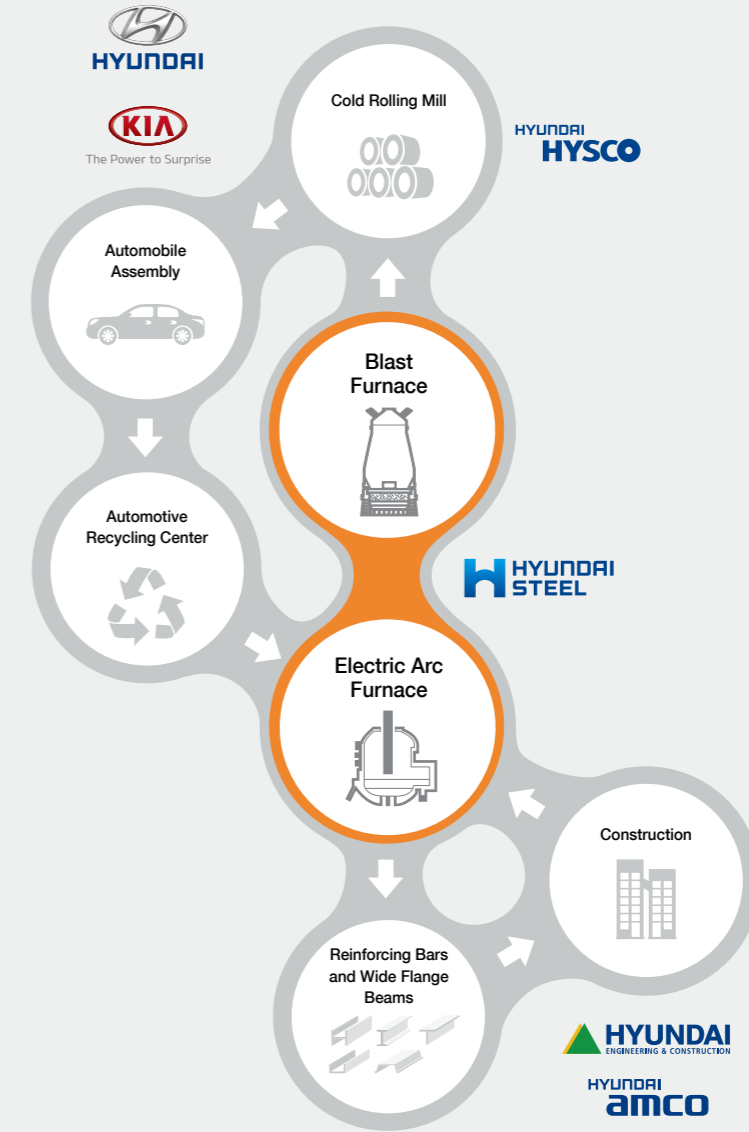 HYUNDAI
KIA
The Power to Surprise
Cold Rolling Mill
HYUNDAI
HYSCO
Automobile
Assembly
Blast
Furnace
Automotive
Recycling Center
HYUNDAI
STEEL
Electric Arc
Furnace
Construction
Reinforcing Bars
and Wide Flange
Beams
HYUNDAI
ENGINEERING & CONSTRUCTION
HYUNDAI
amco